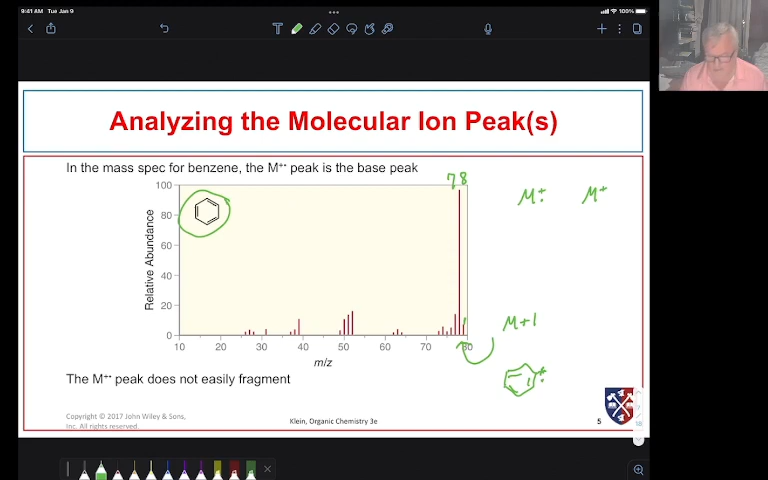 9:41 AM Tue Jan 9
100%
Analyzing the Molecular Ion Peak(s)
In the mass spec for benzene, the M+• peak is the base peak
78
M+• M+
100
80
60
40
20
0
Relative Abundance
10 20 30 40 50 60 70 80
m/z
M+1
The M+• peak does not easily fragment
Copyright © 2017 John Wiley & Sons,
Inc. All rights reserved.
Klein, Organic Chemistry 3e
5